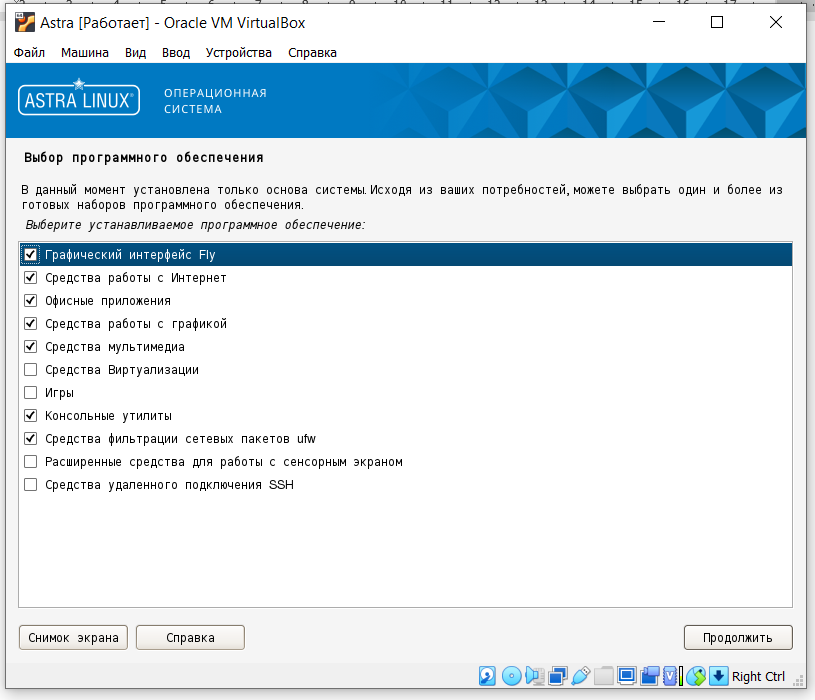 Astra [Работает] - Oracle VM VirtualBox
Файл Машина Вид Ввод Устройства Справка
ASTRA LINUX®
ОПЕРАЦИОННАЯ
СИСТЕМА
Выбор программного обеспечения
В данный момент установлена только основа системы. Исходя из ваших потребностей, можете выбрать один и более из
готовых наборов программного обеспечения.
Выберите устанавливаемое программное обеспечение:
Графический интерфейс Fly
Средства работы с Интернет
Офисные приложения
Средства работы с графикой
Средства мультимедиа
Средства Виртуализации
Игры
Консольные утилиты
Средства фильтрации сетевых пакетов ufw
Расширенные средства для работы с сенсорным экраном
Средства удаленного подключения SSH
Снимок экрана Справка Продолжить
Right Ctrl